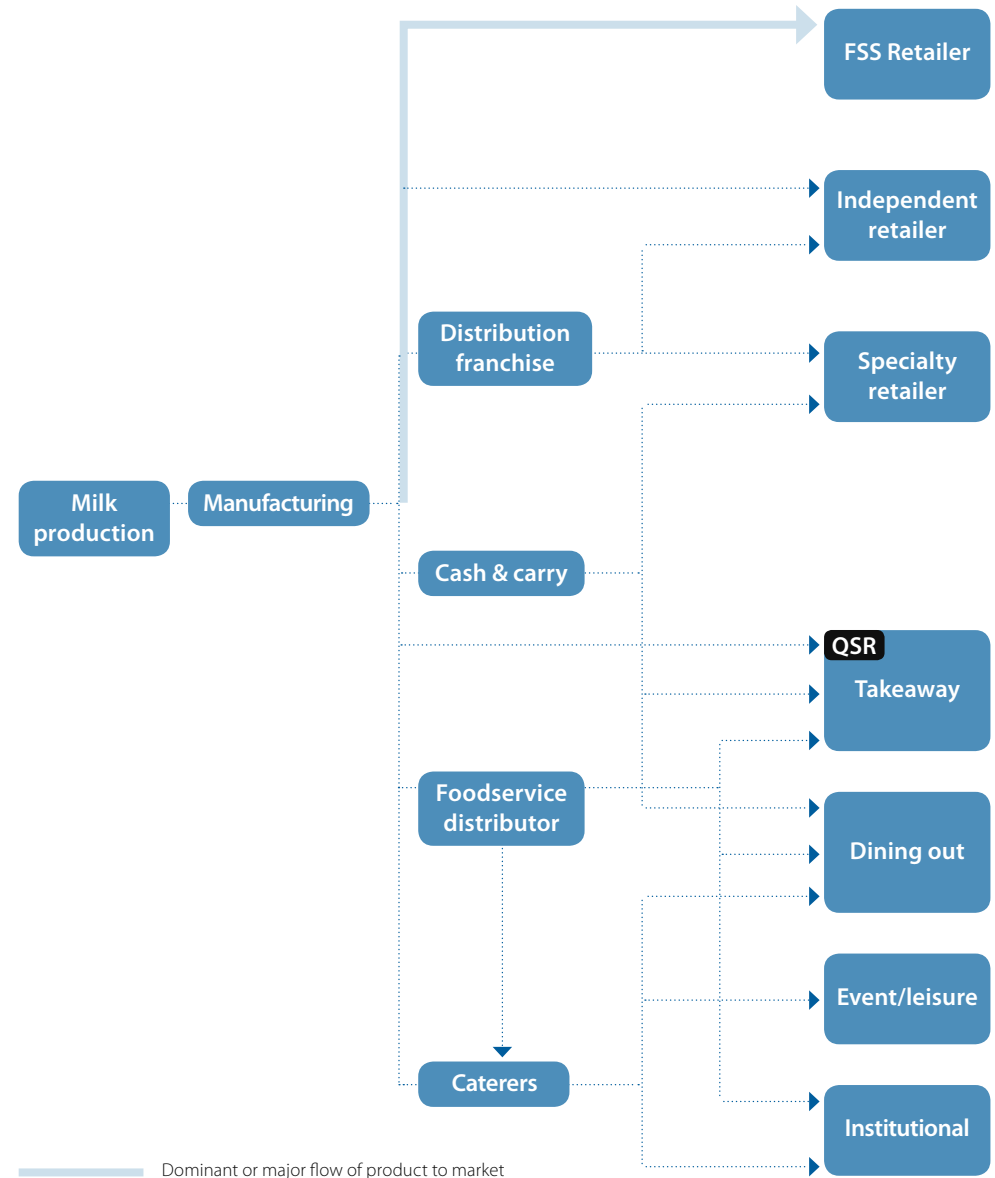 FSS Retailer
Independent
retailer
Distribution
franchise
Specialty
retailer
Milk
production
Manufacturing
Cash & carry
QSR
Takeaway
Foodservice
distributor
Dining out
Event/leisure
Caterers
Institutional
Dominant or major flow of product to market